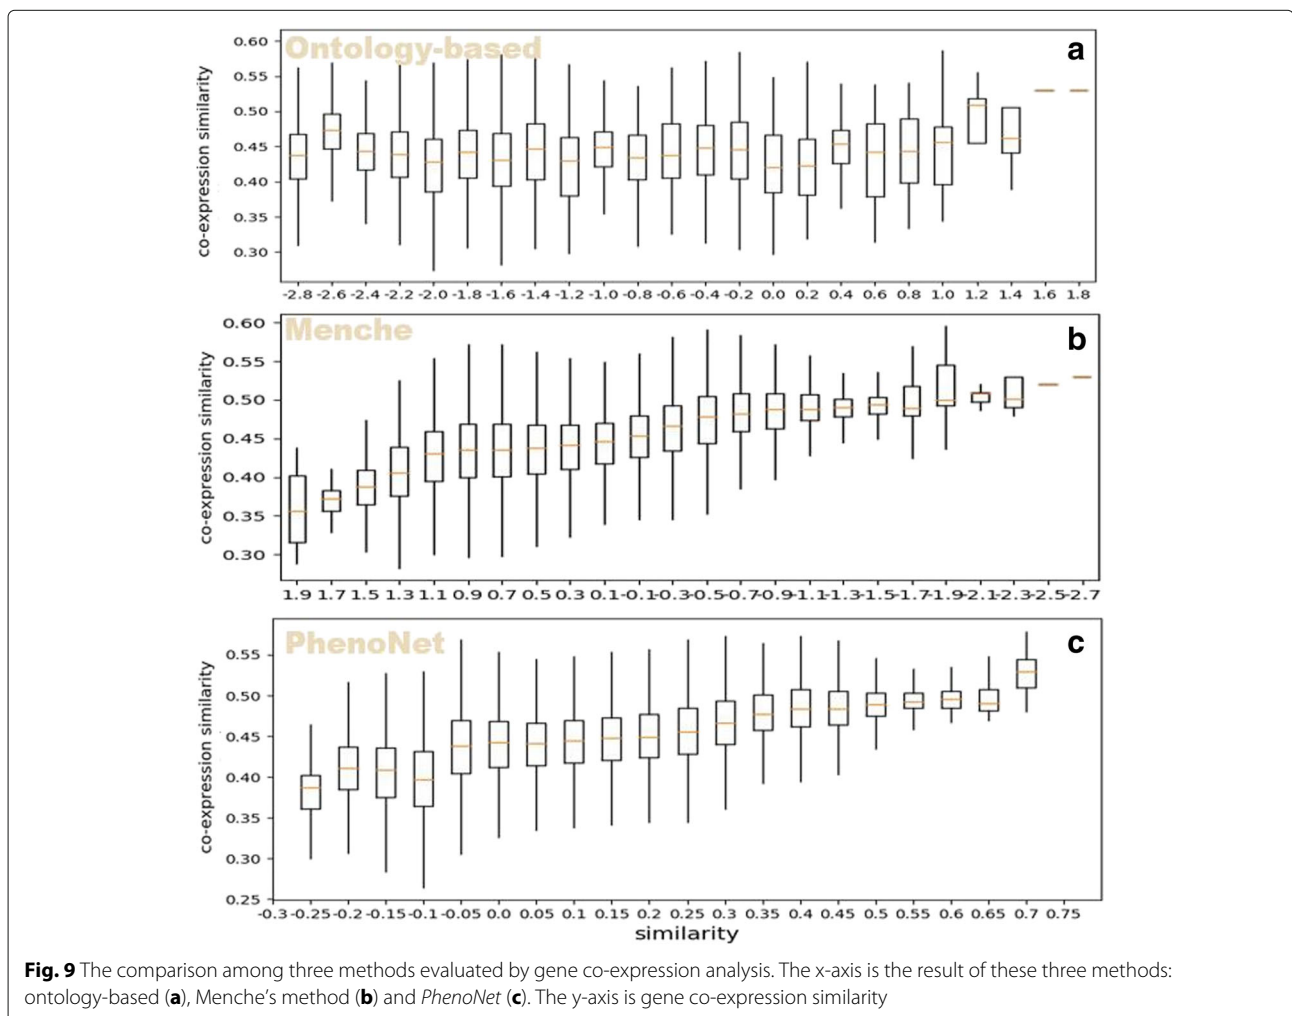 Ontology-based
a
co-expression similarity
0.60
0.55
0.50
0.45
0.40
0.35
0.30
-2.8 -2.6 -2.4 -2.2 -2.0 -1.8 -1.6 -1.4 -1.2 -1.0 -0.8 -0.6 -0.4 -0.2 0.0 0.2 0.4 0.6 0.8 1.0 1.2 1.4 1.6 1.8
Menche
b
co-expression similarity
0.60
0.55
0.50
0.45
0.40
0.35
0.30
1.9 1.7 1.5 1.3 1.1 0.9 0.7 0.5 0.3 0.1 -0.1 -0.3 -0.5 -0.7 -0.9 -1.1 -1.3 -1.5 -1.7 -1.9 -2.1 -2.3 -2.5 -2.7
PhenoNet
c
co-expression similarity
0.55
0.50
0.45
0.40
0.35
0.30
0.25
-0.3 -0.25 -0.2 -0.15 -0.1 -0.05 0.0 0.05 0.1 0.15 0.2 0.25 0.3 0.35 0.4 0.45 0.5 0.55 0.6 0.65 0.7 0.75
similarity
Fig. 9 The comparison among three methods evaluated by gene co-expression analysis. The x-axis is the result of these three methods:
ontology-based (a), Menche's method (b) and PhenoNet (c). The y-axis is gene co-expression similarity